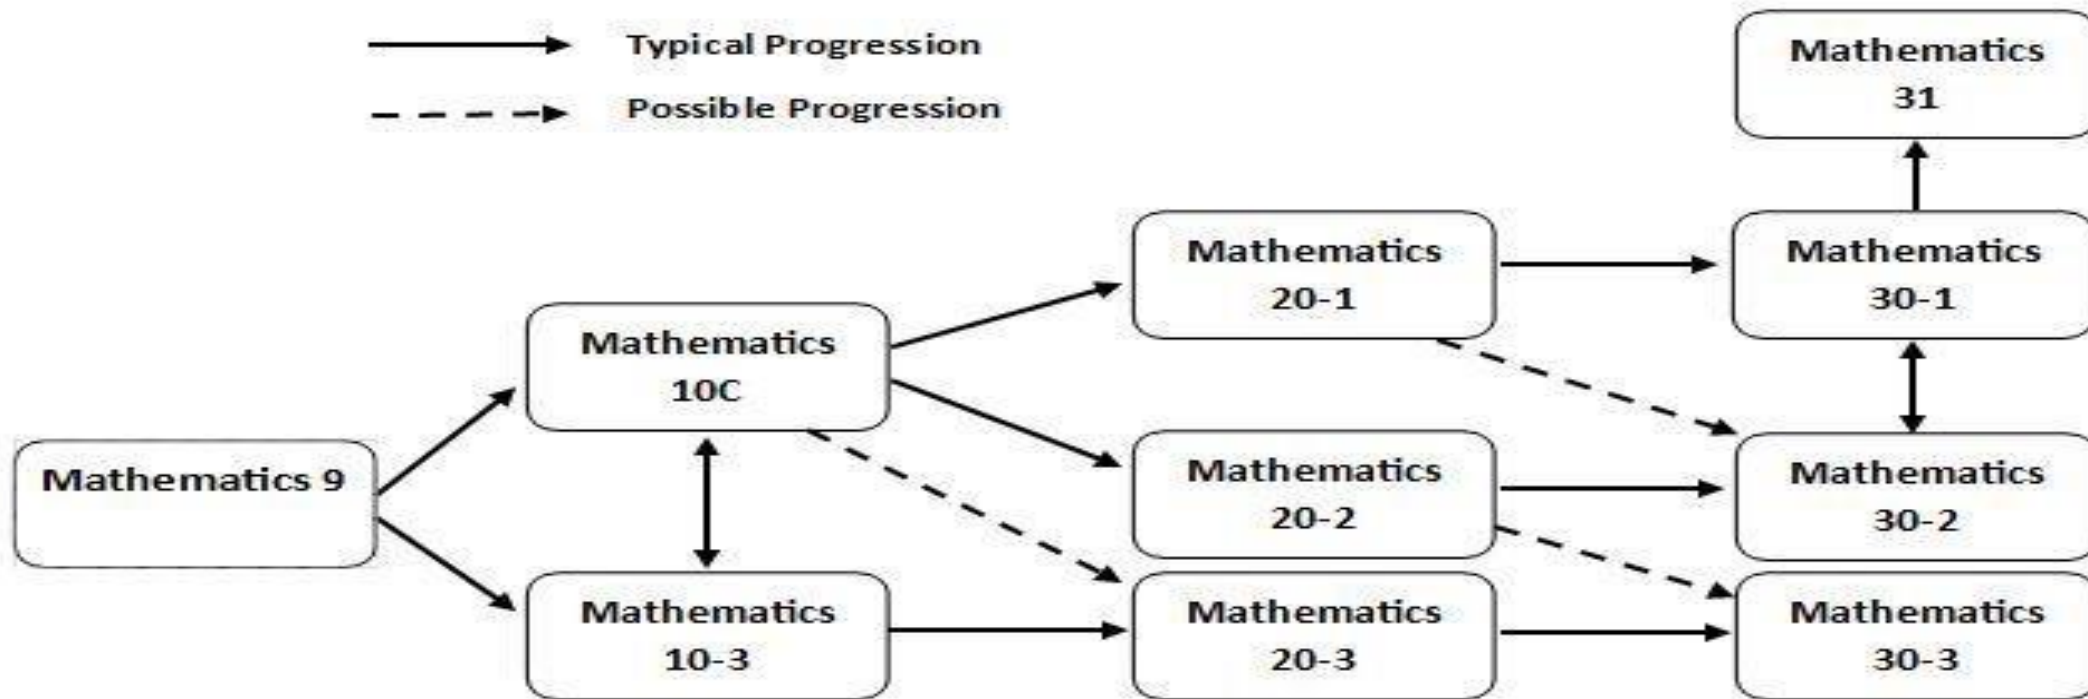 Typical Progression
Possible Progression
Mathematics
31
Mathematics
20-1
Mathematics
30-1
Mathematics
10C
Mathematics 9
Mathematics
20-2
Mathematics
30-2
Mathematics
10-3
Mathematics
20-3
Mathematics
30-3